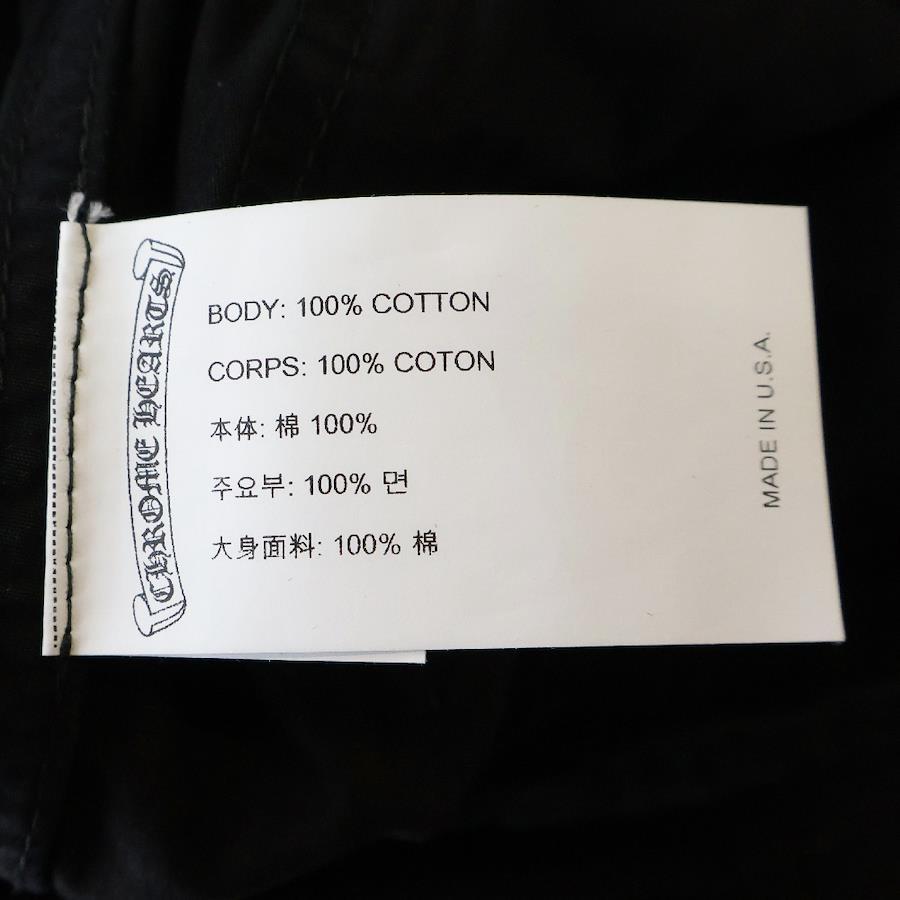 CHROME HEARTS
BODY: 100% COTTON
CORPS: 100% COTON
本体: 棉 100%
주요부: 100% 면
大身面料: 100% 棉
MADE IN U.S.A.